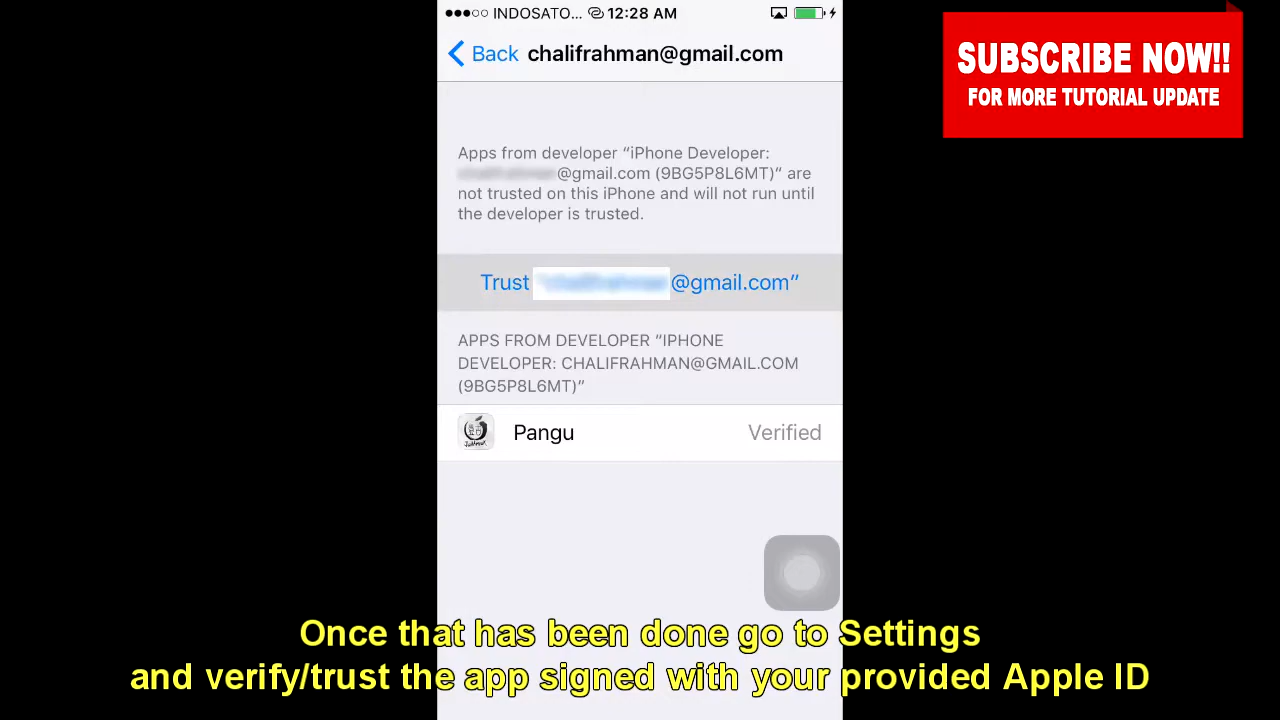 INDOSATO... 12:28 AM
Back chalifrahman@gmail.com
SUBSCRIBE NOW!!
FOR MORE TUTORIAL UPDATE
Apps from developer “iPhone Developer:
@gmail.com (9BG5P8L6MT)” are
not trusted on this iPhone and will not run until
the developer is trusted.
Trust @gmail.com”
APPS FROM DEVELOPER “IPHONE
DEVELOPER: CHALIFRAHMAN@GMAIL.COM
(9BG5P8L6MT)”
Pangu Verified
Once that has been done go to Settings
and verify/trust the app signed with your provided Apple ID